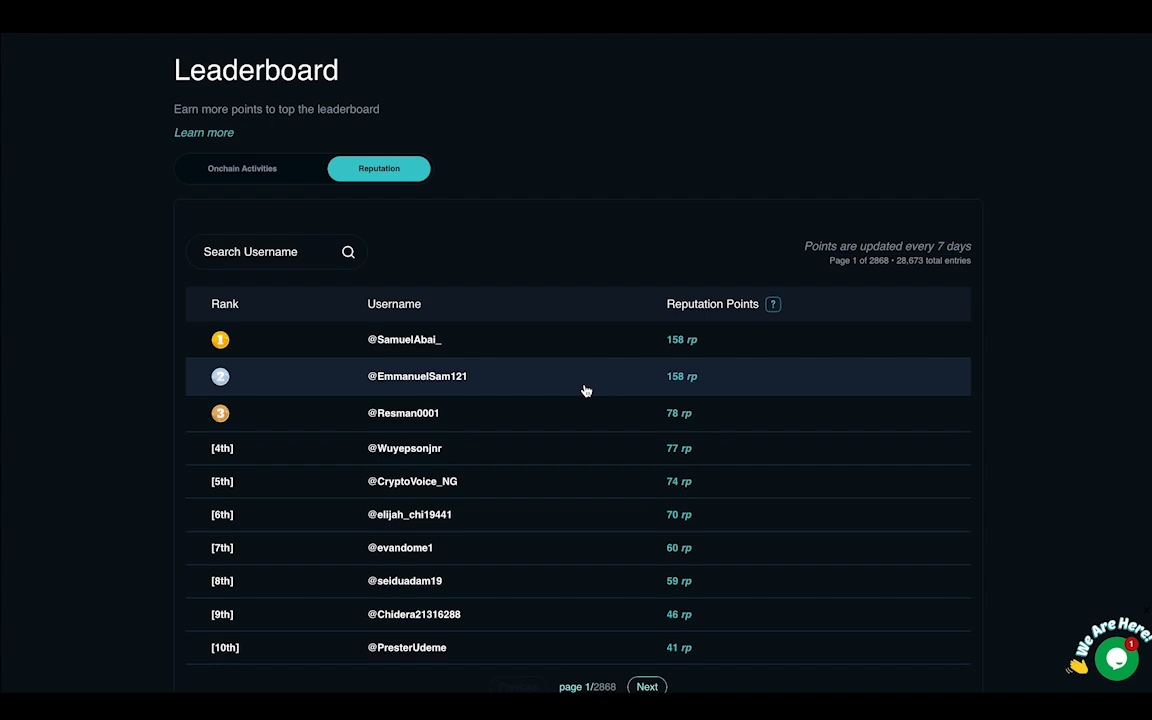 Leaderboard
Earn more points to top the leaderboard
Learn more
Onchain Activities Reputation
Search Username
Points are updated every 7 days
Page 1 of 2868 • 28,673 total entries
Rank Username Reputation Points ?
1 @SamuelAbai_ 158 rp
2 @EmmanuelSam121 158 rp
3 @Resman0001 78 rp
[4th] @Wuyepsonjnr 77 rp
[5th] @CryptoVoice_NG 74 rp
[6th] @elijah_chi19441 70 rp
[7th] @evandome1 60 rp
[8th] @seiduadam19 59 rp
[9th] @Chidera21316288 46 rp
[10th] @PresterUdeme 41 rp
We Are Here!
1
Previous page 1/2868 Next